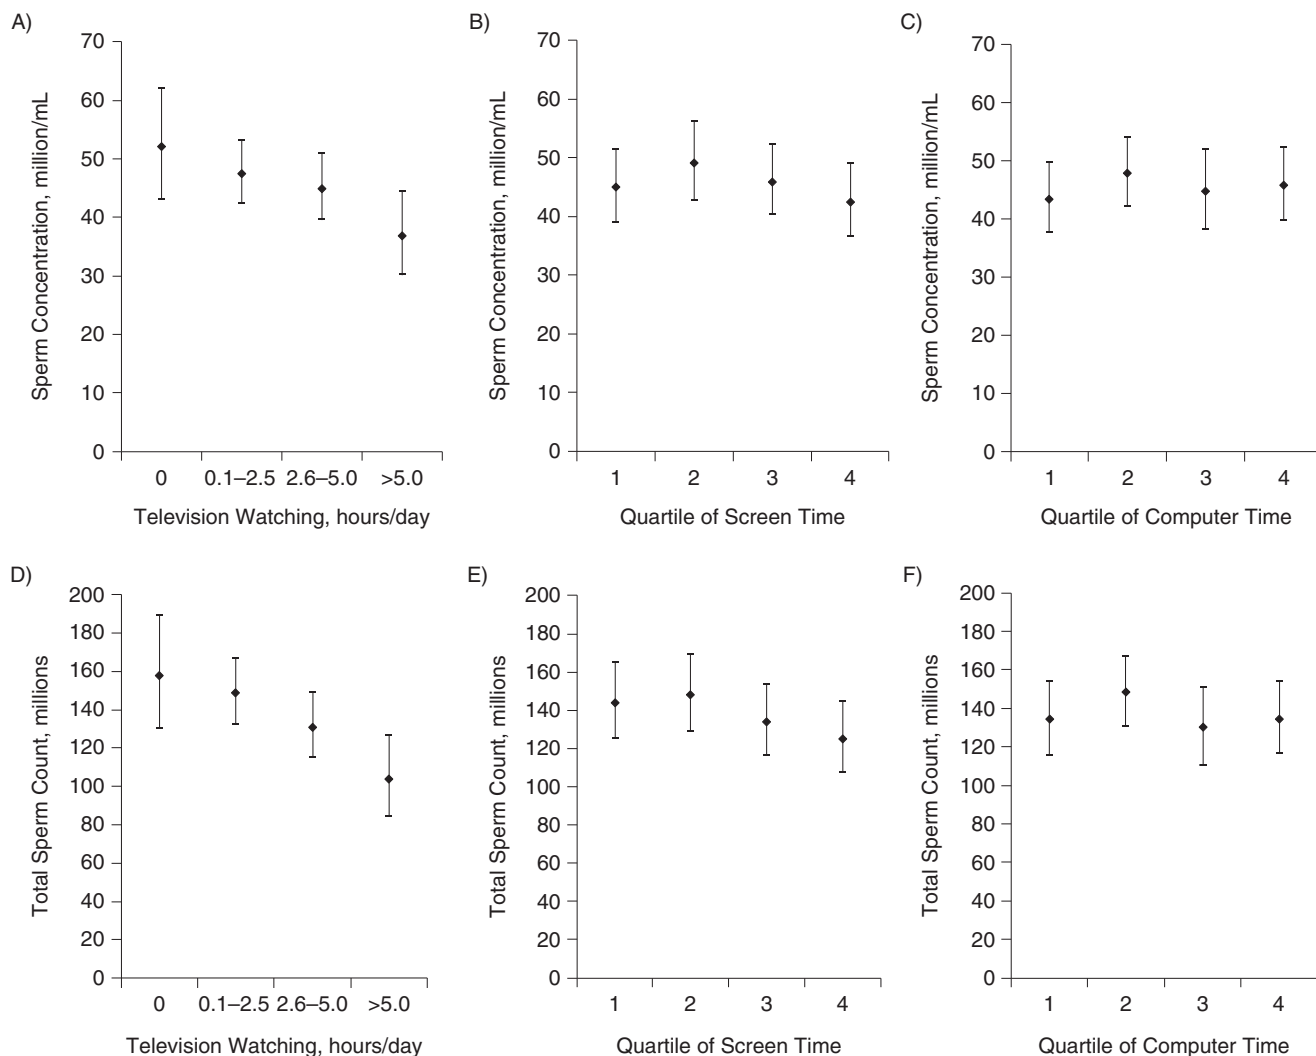 A)
Sperm Concentration, million/mL
70
60
50
40
30
20
10
0
0 0.1–2.5 2.6–5.0 >5.0
Television Watching, hours/day
B)
Sperm Concentration, million/mL
70
60
50
40
30
20
10
0
1 2 3 4
Quartile of Screen Time
C)
Sperm Concentration, million/mL
70
60
50
40
30
20
10
0
1 2 3 4
Quartile of Computer Time
D)
Total Sperm Count, millions
200
180
160
140
120
100
80
60
40
20
0
0 0.1–2.5 2.6–5.0 >5.0
Television Watching, hours/day
E)
Total Sperm Count, millions
200
180
160
140
120
100
80
60
40
20
0
1 2 3 4
Quartile of Screen Time
F)
Total Sperm Count, millions
200
180
160
140
120
100
80
60
40
20
0
1 2 3 4
Quartile of Computer Time